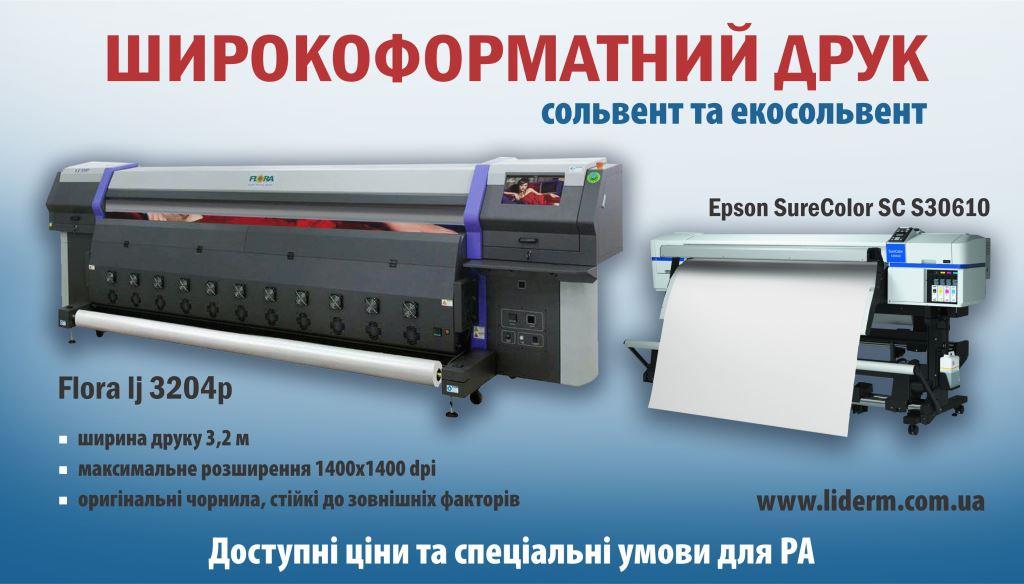 ШИРОКОФОРМАТНИЙ ДРУК
сольвент та екосольвент
FLORA
Epson SureColor SC S30610
SureColor
Flora lj 3204p
ширина друку 3,2 м
максимальне розширення 1400x1400 dpi
оригінальні чорнила, стійкі до зовнішніх факторів
www.liderm.com.ua
Доступні ціни та спеціальні умови для РА